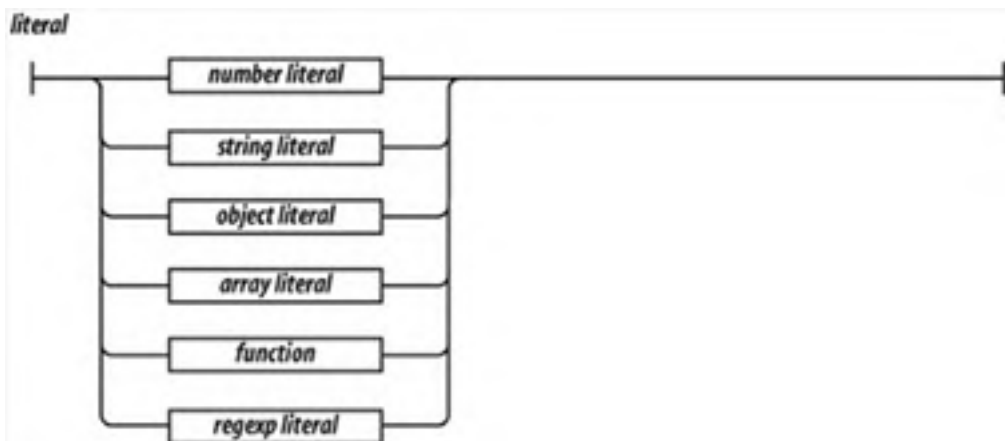 literal
number literal
string literal
object literal
array literal
function
regexp literal